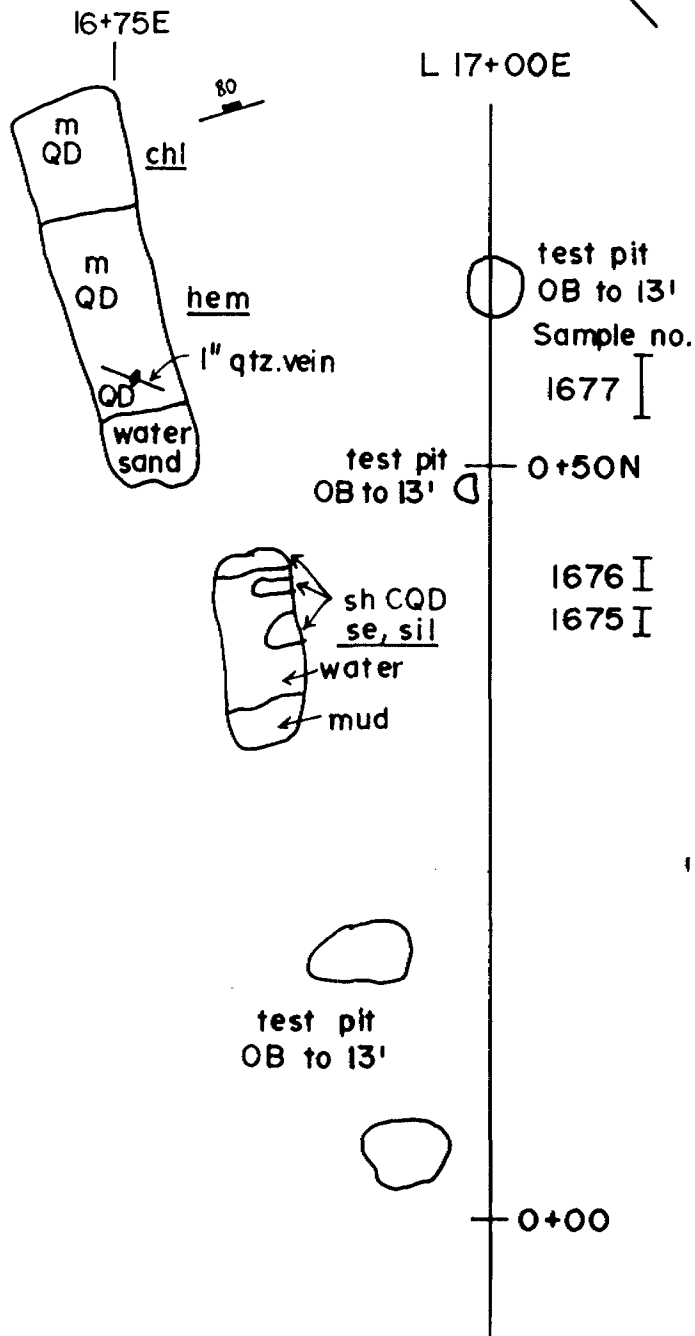 16+75E
L 17+00E
80
m
QD
chl
m
QD
hem
1" qtz.vein
QD
water
sand
test pit
OB to 13'
Sample no.
1677
test pit
OB to 13'
0+50N
sh CQD
se, sil
water
mud
1676
1675
test pit
OB to 13'
0+00